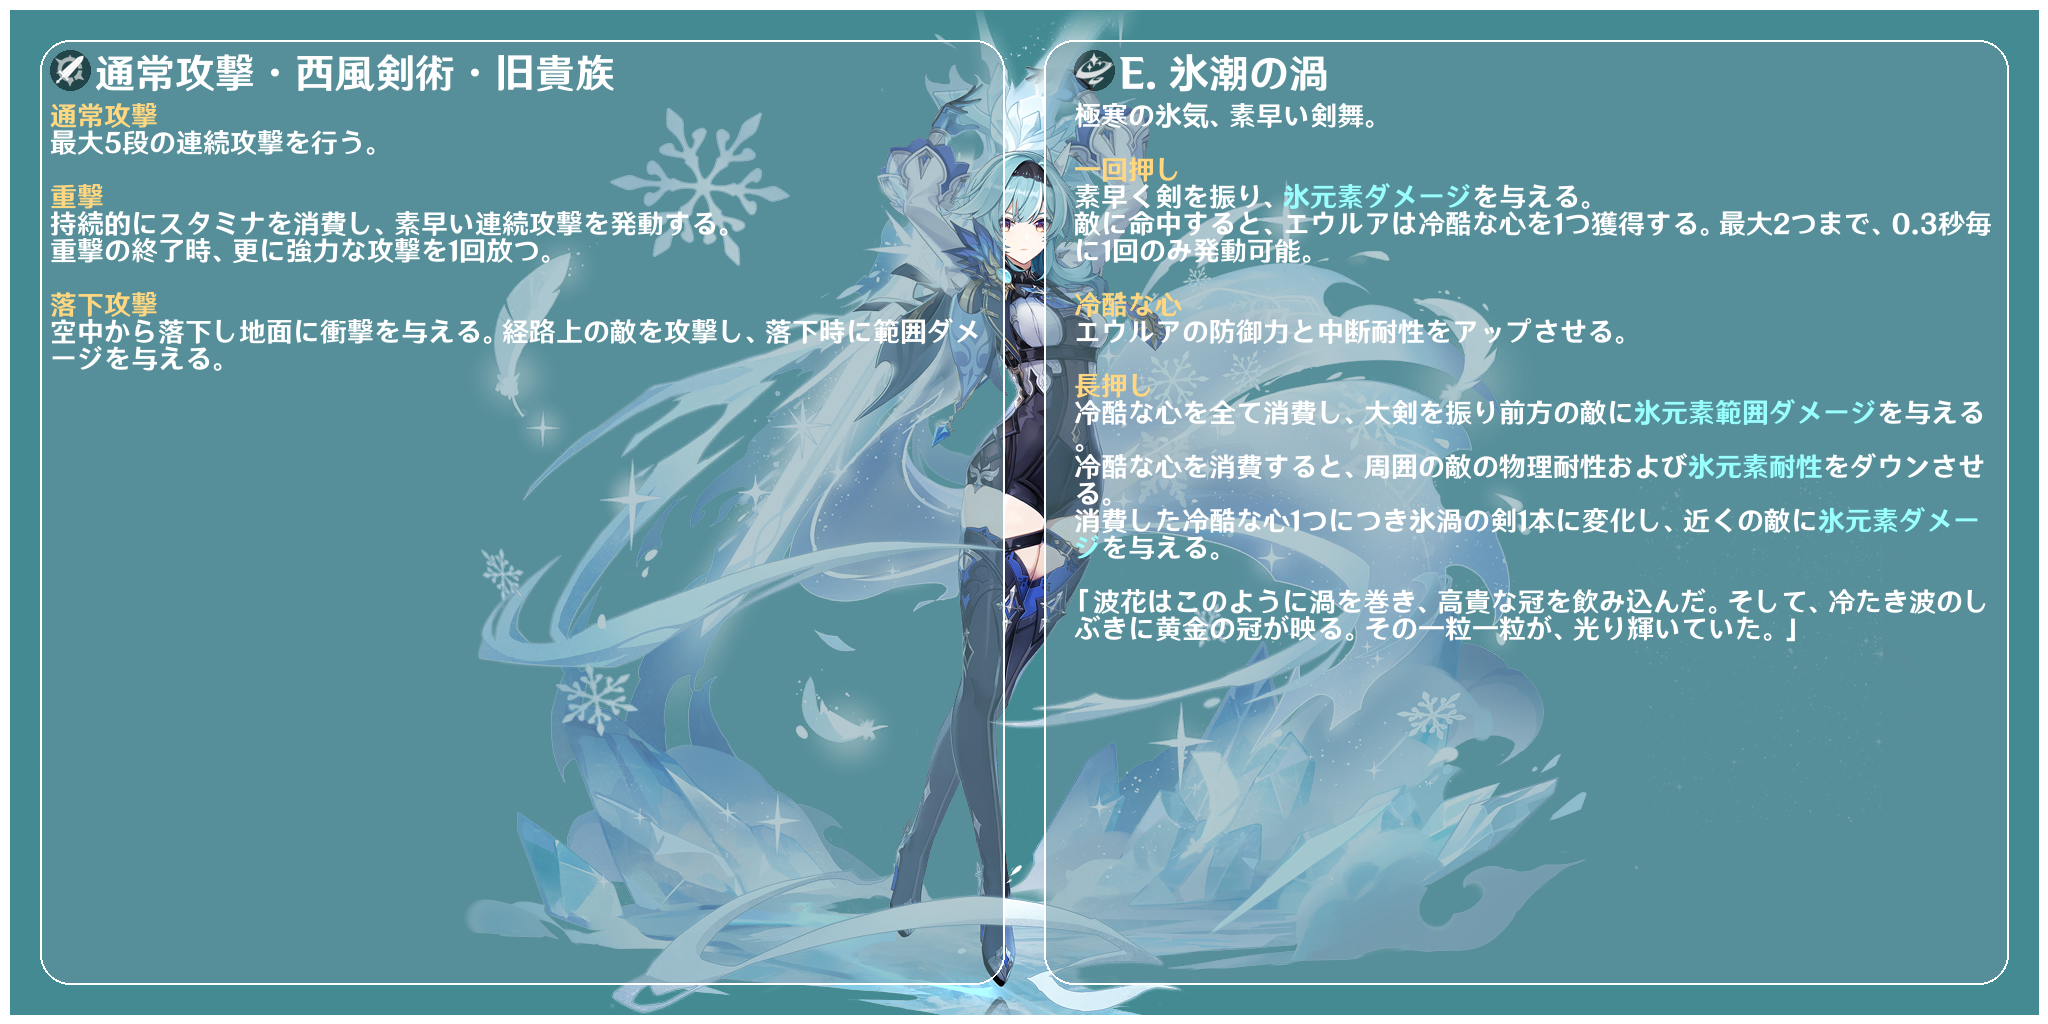 通常攻撃・西風剣術・旧貴族
通常攻撃
最大5段の連続攻撃を行う。
重撃
持続的にスタミナを消費し、素早い連続攻撃を発動する。
重撃の終了時、更に強力な攻撃を1回放つ。
落下攻撃
空中から落下し地面に衝撃を与える。経路上の敵を攻撃し、落下時に範囲ダメ
ージを与える。
E. 氷潮の渦
極寒の氷気、素早い剣舞。
一回押し
素早く剣を振り、氷元素ダメージを与える。
敵に命中すると、エウルアは冷酷な心を1つ獲得する。最大2つまで、0.3秒毎
に1回のみ発動可能。
冷酷な心
エウルアの防御力と中断耐性をアップさせる。
長押し
冷酷な心を全て消費し、大剣を振り前方の敵に氷元素範囲ダメージを与える
。
冷酷な心を消費すると、周囲の敵の物理耐性および氷元素耐性をダウンさせ
る。
消費した冷酷な心1つにつき氷渦の剣1本に変化し、近くの敵に氷元素ダメー
ジを与える。
「波花はこのように渦を巻き、高貴な冠を飲み込んだ。そして、冷たき波のし
ぶきに黄金の冠が映る。その一粒一粒が、光り輝いていた。」